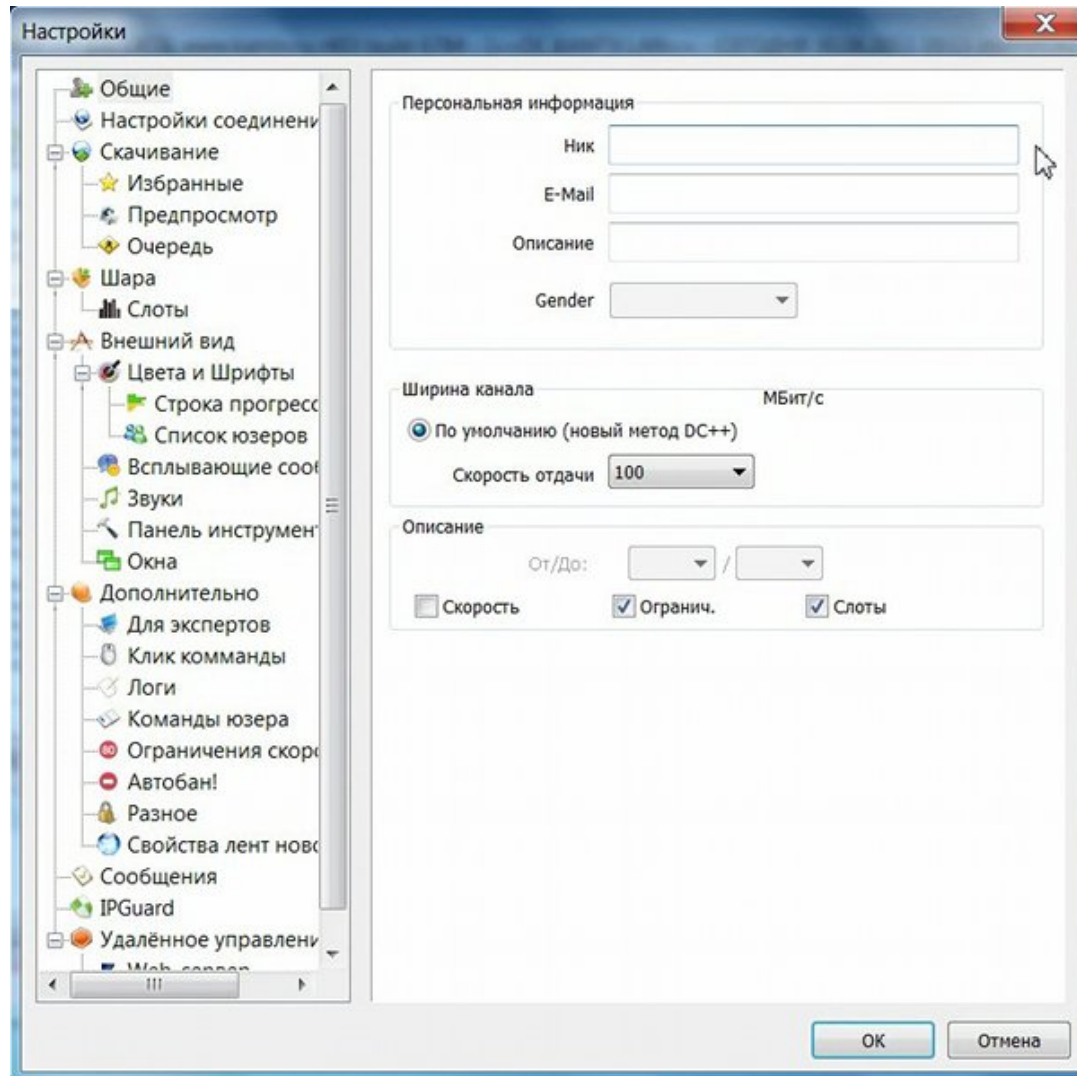 Настройки
Общие
Настройки соединени
Скачивание
Избранные
Предпросмотр
Очередь
Шара
Слоты
Внешний вид
Цвета и Шрифты
Строка прогресс
Список юзеров
Всплывающие сооб
Звуки
Панель инструмент
Окна
Дополнительно
Для экспертов
Клик комманды
Логи
Команды юзера
Ограничения скоро
Автобан!
Разное
Свойства лент ново
Сообщения
IPGuard
Удалённое управлени
Web-сервер
Персональная информация
Ник
E-Mail
Описание
Gender
Ширина канала
МБит/с
По умолчанию (новый метод DC++)
Скорость отдачи 100
Описание
От/До: /
Скорость Огранич. Слоты
OK Отмена